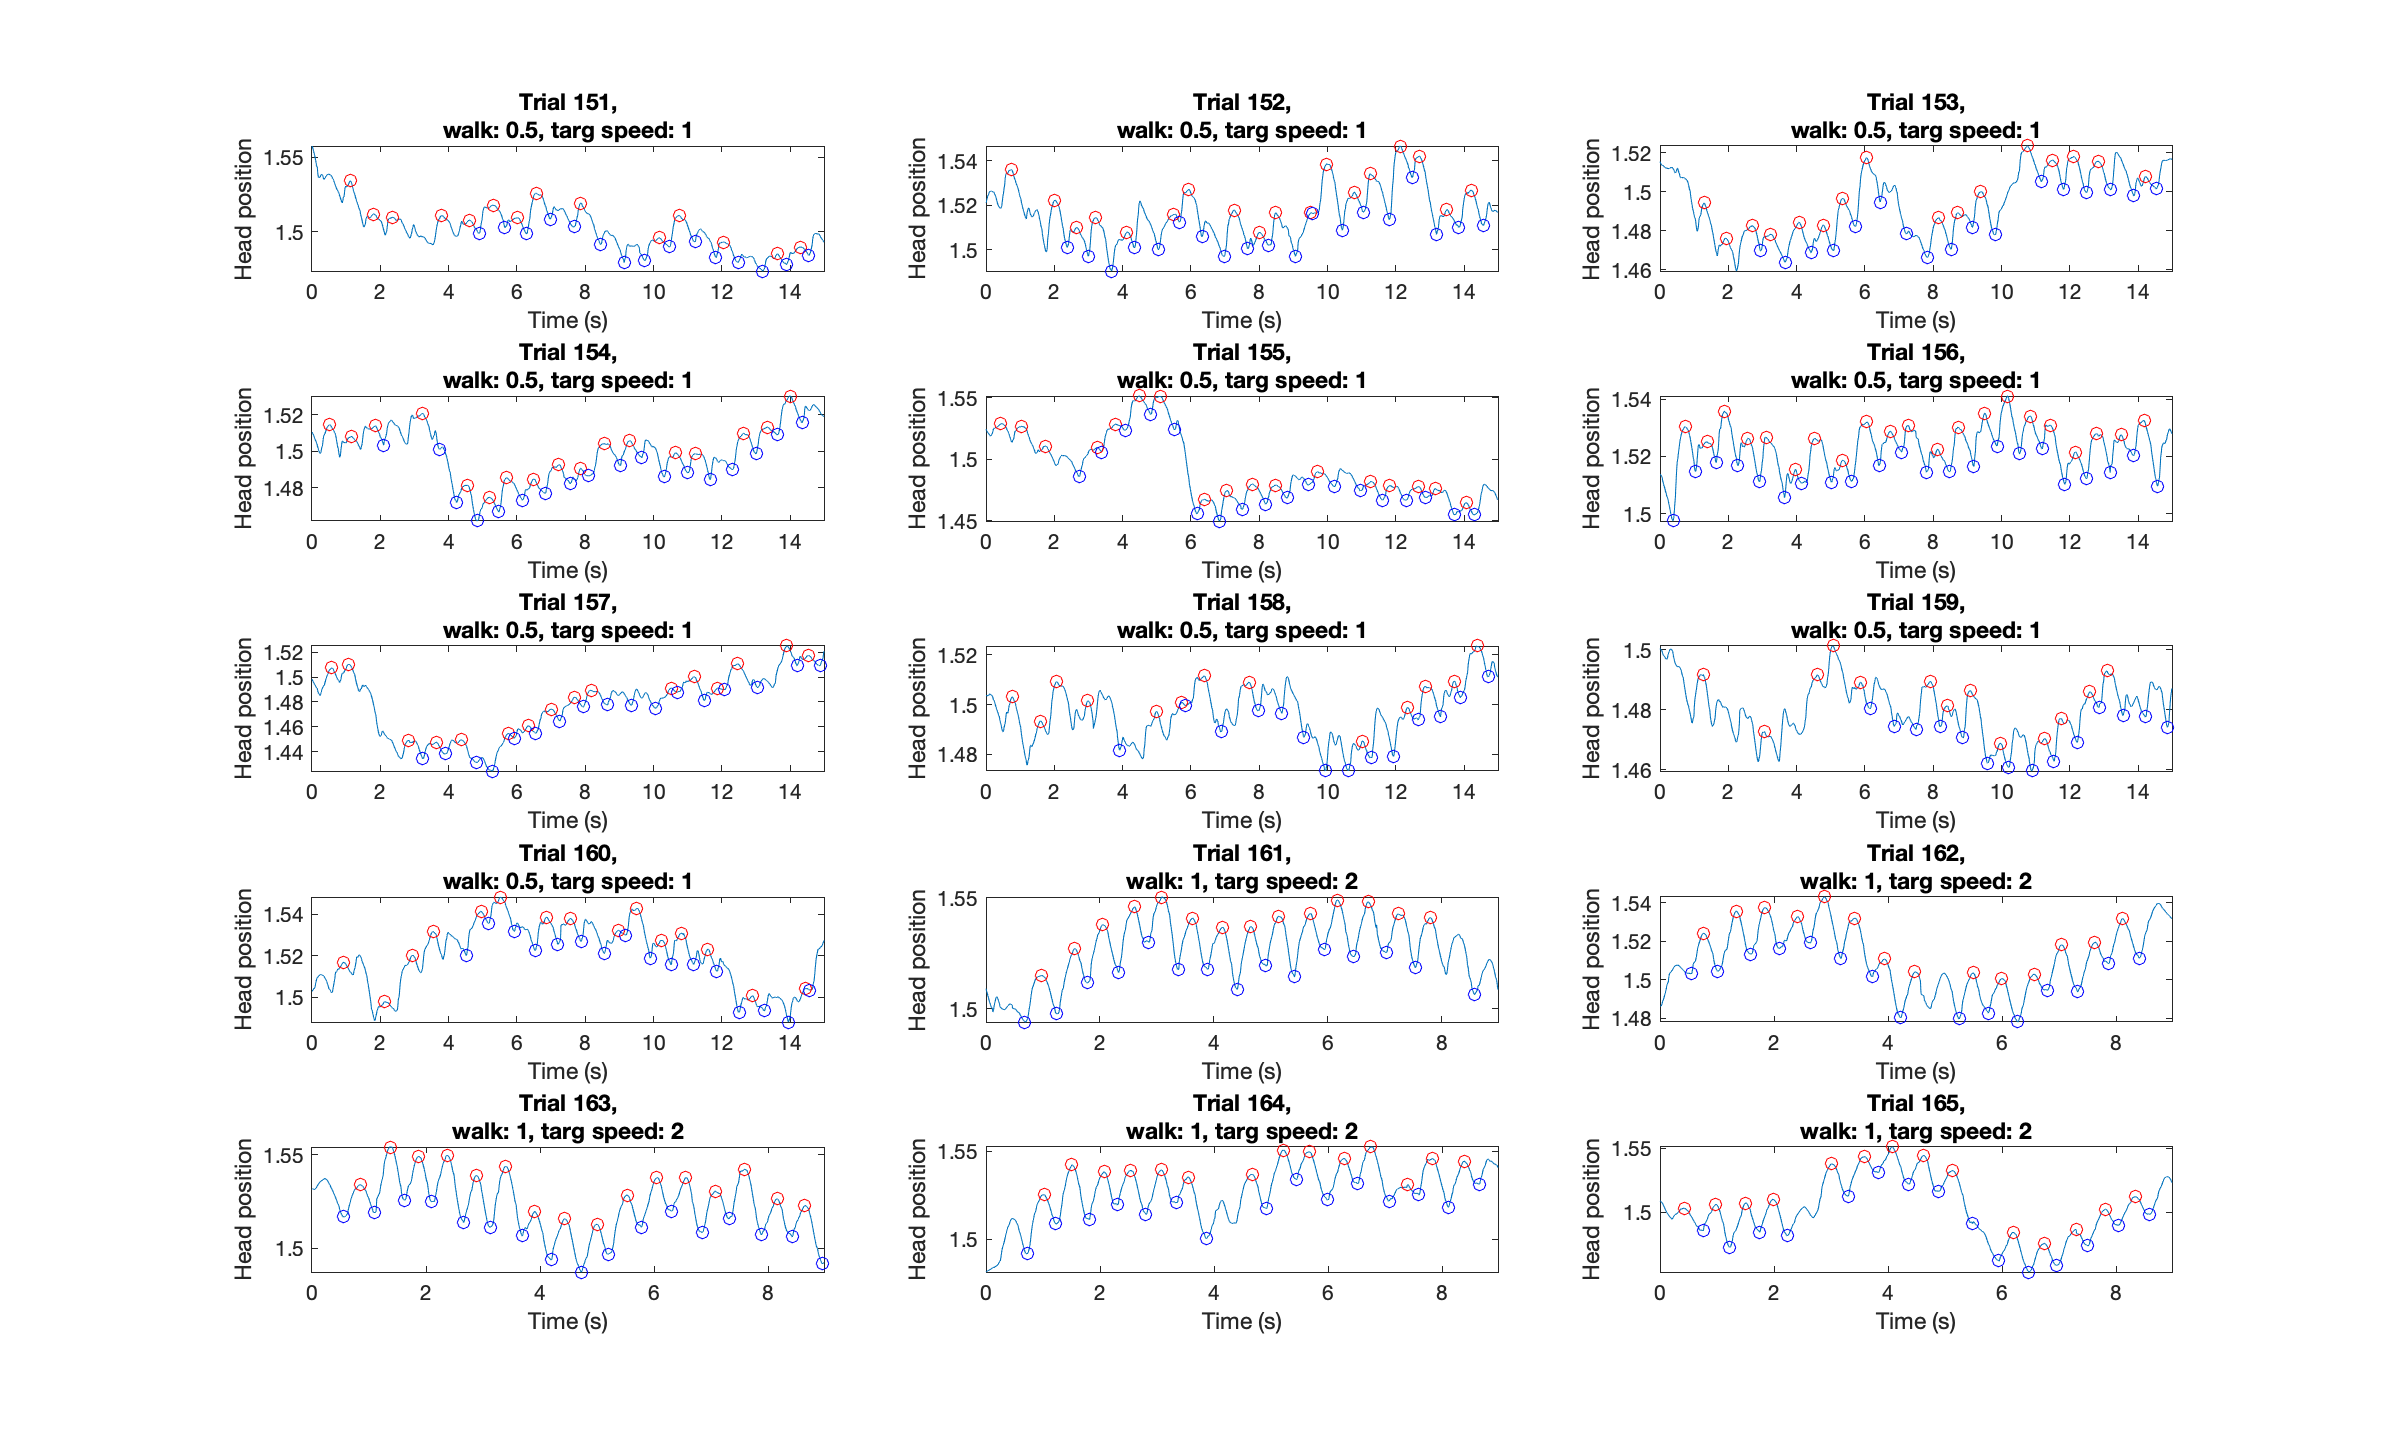 Trial 151,
walk: 0.5, targ speed: 1
Head position
1.55
1.5
0 2 4 6 8 10 12 14
Time (s)
Trial 152,
walk: 0.5, targ speed: 1
Head position
1.54
1.52
1.5
0 2 4 6 8 10 12 14
Time (s)
Trial 153,
walk: 0.5, targ speed: 1
Head position
1.52
1.5
1.48
1.46
0 2 4 6 8 10 12 14
Time (s)
Trial 154,
walk: 0.5, targ speed: 1
Head position
1.52
1.5
1.48
0 2 4 6 8 10 12 14
Time (s)
Trial 155,
walk: 0.5, targ speed: 1
Head position
1.55
1.5
1.45
0 2 4 6 8 10 12 14
Time (s)
Trial 156,
walk: 0.5, targ speed: 1
Head position
1.54
1.52
1.5
0 2 4 6 8 10 12 14
Time (s)
Trial 157,
walk: 0.5, targ speed: 1
Head position
1.52
1.5
1.48
1.46
1.44
0 2 4 6 8 10 12 14
Time (s)
Trial 158,
walk: 0.5, targ speed: 1
Head position
1.52
1.5
1.48
0 2 4 6 8 10 12 14
Time (s)
Trial 159,
walk: 0.5, targ speed: 1
Head position
1.5
1.48
1.46
0 2 4 6 8 10 12 14
Time (s)
Trial 160,
walk: 0.5, targ speed: 1
Head position
1.54
1.52
1.5
0 2 4 6 8 10 12 14
Time (s)
Trial 161,
walk: 1, targ speed: 2
Head position
1.55
1.5
2 4 6 8
Time (s)
Trial 162,
walk: 1, targ speed: 2
Head position
1.54
1.52
1.5
1.48
0 2 4 6 8
Time (s)
Trial 163,
walk: 1, targ speed: 2
Head position
1.55
1.5
0 2 4 6 8
Time (s)
Trial 164,
walk: 1, targ speed: 2
Head position
1.55
1.5
0 2 4 6 8
Time (s)
Trial 165,
walk: 1, targ speed: 2
Head position
1.55
1.5
0 2 4 6 8
Time (s)